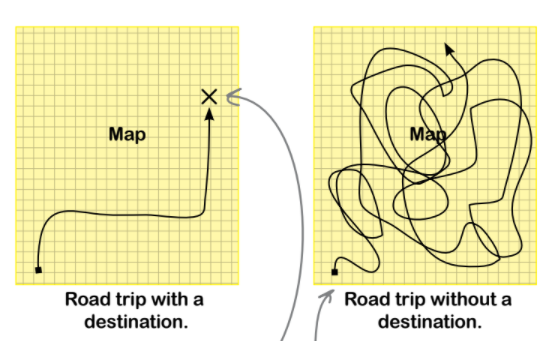 Map
Road trip with a
destination.
Map
Road trip without a
destination.